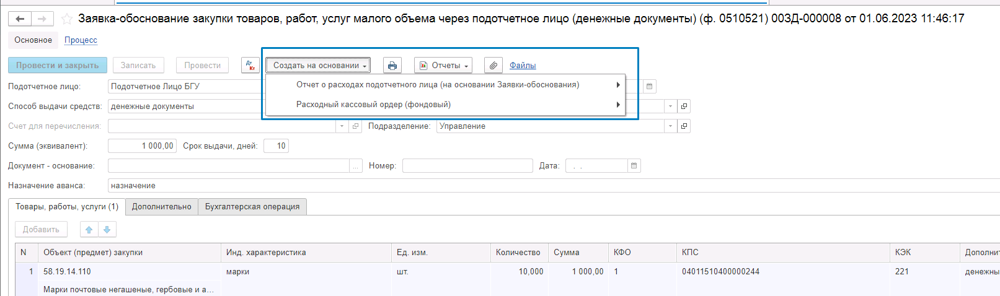 Заявка-обоснование закупки товаров, работ, услуг малого объема через подотчетное лицо (денежные документы) (ф. 0510521) 00ЗД-000008 от 01.06.2023 11:46:17
Основное Процесс
Провести и закрыть Записать Провести Дт Кт Создать на основании Отчеты Файлы
Отчет о расходах подотчетного лица (на основании Заявки-обоснования)
Расходный кассовый ордер (фондовый)
Подотчетное лицо: Подотчетное Лицо БГУ
Способ выдачи средств: денежные документы
Счет для перечисления: Подразделение: Управление
Сумма (эквивалент): 1 000,00 Срок выдачи, дней: 10
Документ - основание: ... Номер: Дата: . .
Назначение аванса: назначение
Товары, работы, услуги (1) Дополнительно Бухгалтерская операция
Добавить
N Объект (предмет) закупки Инд. характеристика Ед. изм. Количество Сумма КФО КПС КЭК Дополнит
1 58.19.14.110 марки шт. 10,000 1 000,00 1 04011510400000244 221 денежны
Марки почтовые негашеные, гербовые и а...